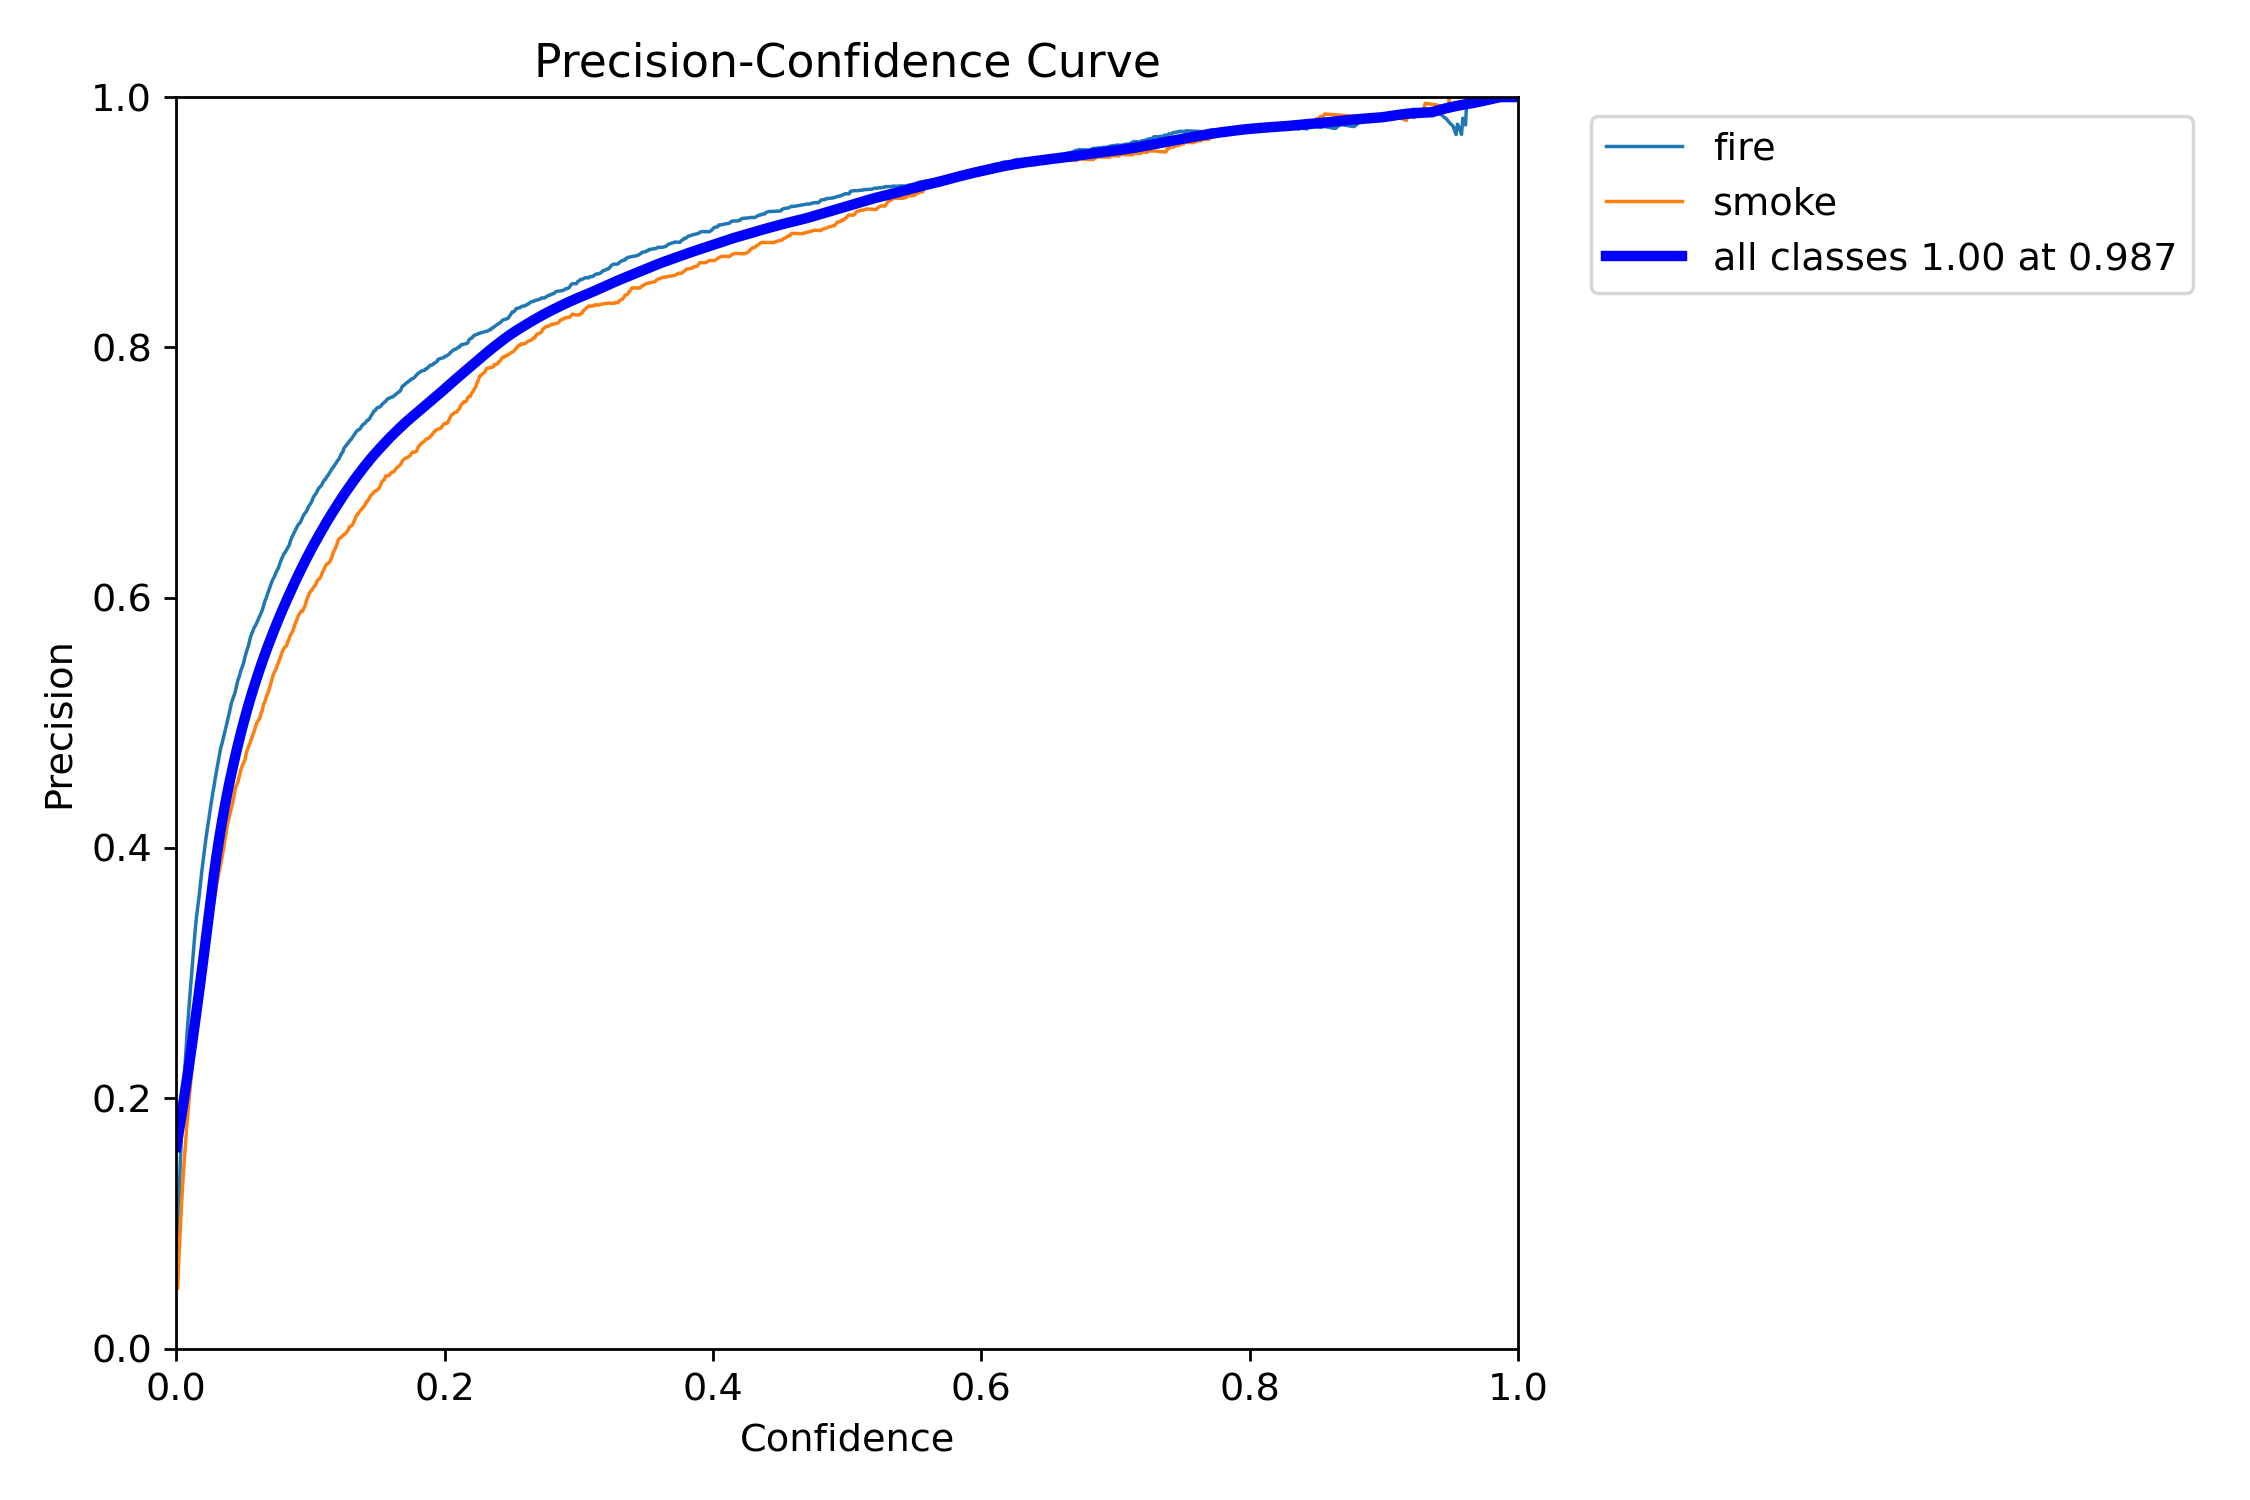 Precision-Confidence Curve
1.0
0.8
0.6
0.4
0.2
0.0
Precision
0.0 0.2 0.4 0.6 0.8 1.0
Confidence
fire
smoke
all classes 1.00 at 0.987